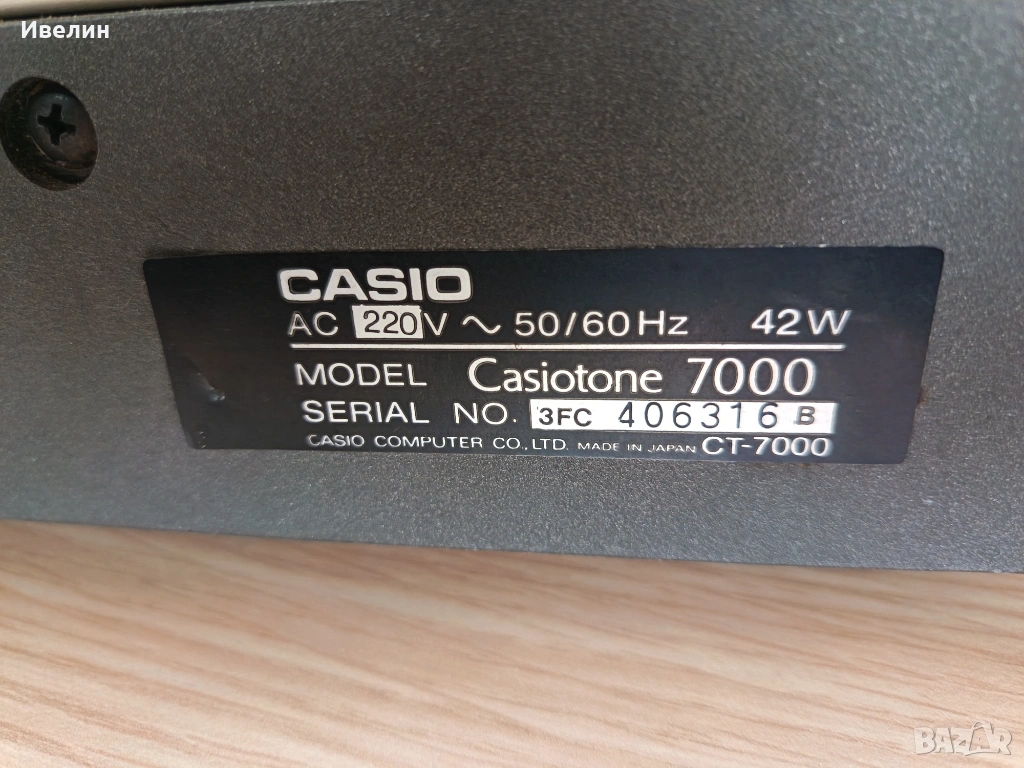 Ивелин
CASIO
AC 220V ~ 50/60Hz 42W
MODEL Casiotone 7000
SERIAL NO. 3FC 406316 B
CASIO COMPUTER CO., LTD. MADE IN JAPAN CT-7000
BAZAR